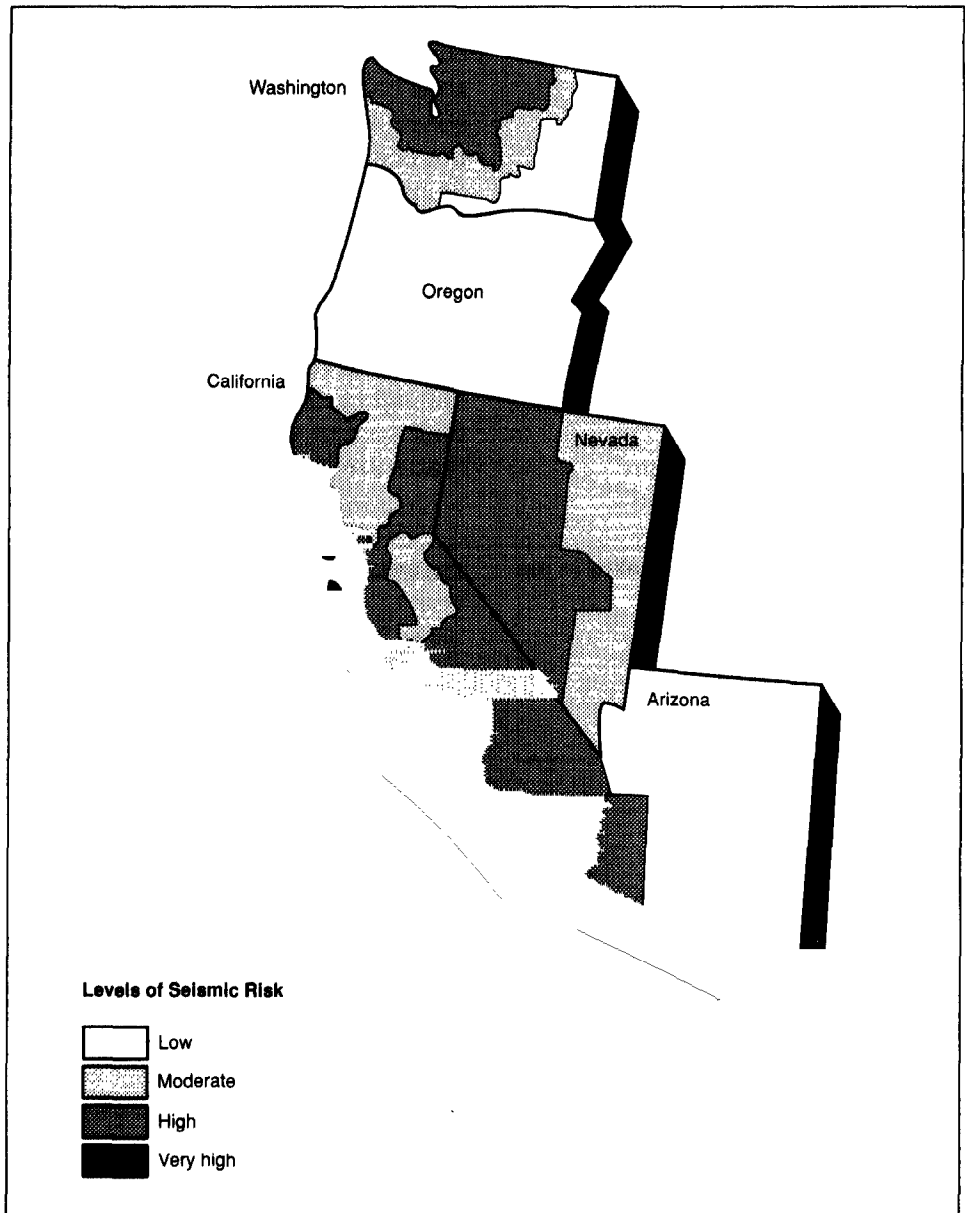 Washington
Oregon
California
Nevada
Arizona
Levels of Seismic Risk
Low
Moderate
High
Very high